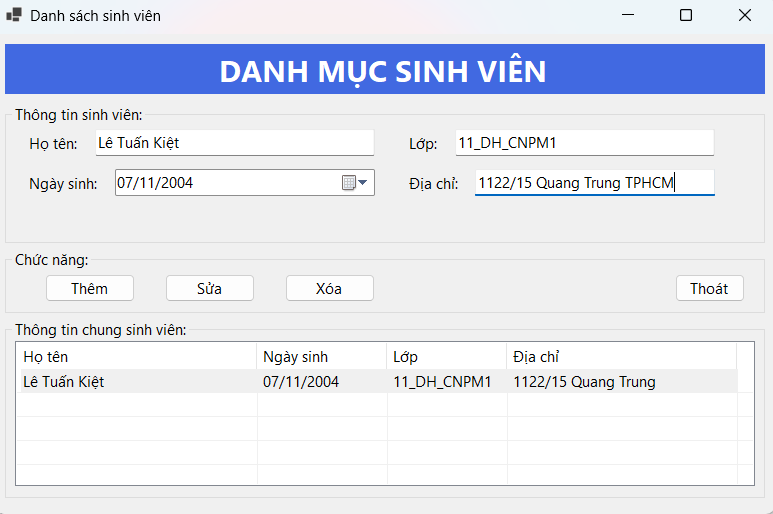 Danh sách sinh viên
DANH MỤC SINH VIÊN
Thông tin sinh viên:
Họ tên: Lê Tuấn Kiệt Lớp: 11_DH_CNPM1
Ngày sinh: 07/11/2004 Địa chỉ: 1122/15 Quang Trung TPHCM
Chức năng:
Thêm Sửa Xóa Thoát
Thông tin chung sinh viên:
Họ tên Ngày sinh Lớp Địa chỉ
Lê Tuấn Kiệt 07/11/2004 11_DH_CNPM1 1122/15 Quang Trung